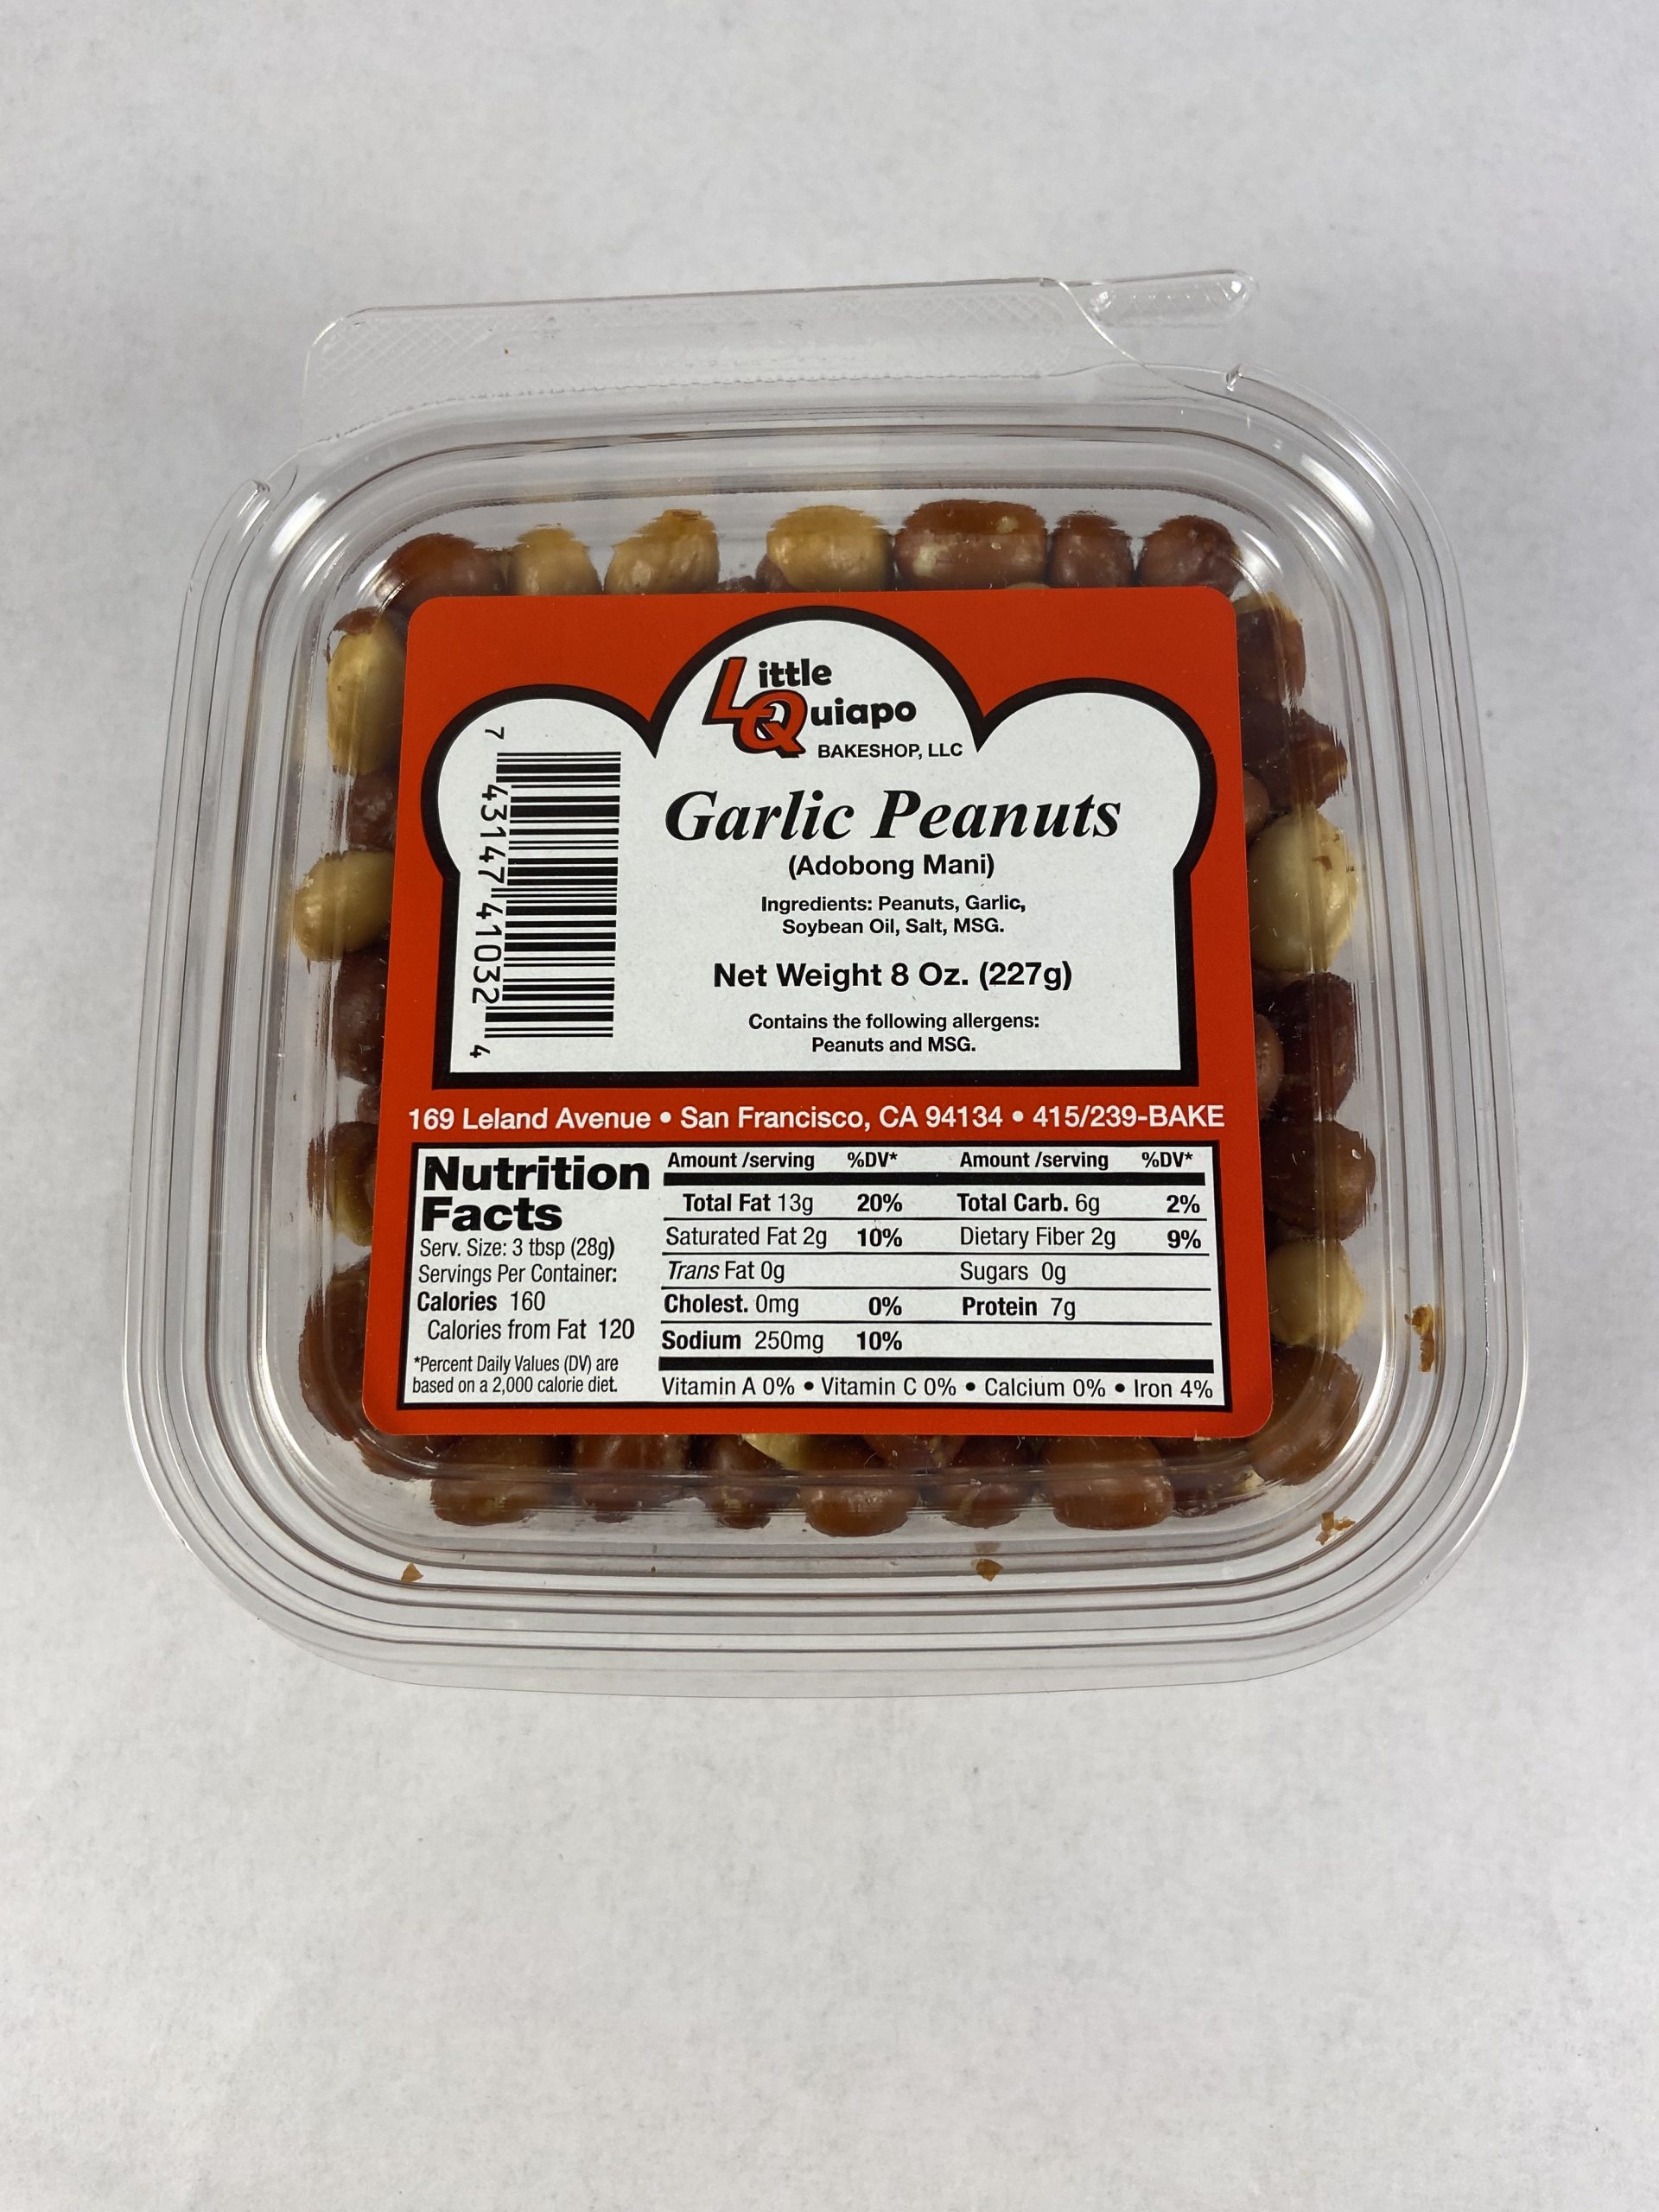 Little
Quiapo
BAKESHOP, LLC
Garlic Peanuts
(Adobong Mani)
Ingredients: Peanuts, Garlic,
Soybean Oil, Salt, MSG.
Net Weight 8 Oz. (227g)
Contains the following allergens:
Peanuts and MSG.
7 43147 41032 4
169 Leland Avenue • San Francisco, CA 94134 • 415/239-BAKE
Nutrition
Facts
Serv. Size: 3 tbsp (28g)
Servings Per Container:
Calories 160
Calories from Fat 120
*Percent Daily Values (DV) are
based on a 2,000 calorie diet.
Amount /serving %DV* Amount /serving %DV*
Total Fat 13g 20% Total Carb. 6g 2%
Saturated Fat 2g 10% Dietary Fiber 2g 9%
Trans Fat 0g Sugars 0g
Cholest. 0mg 0% Protein 7g
Sodium 250mg 10%
Vitamin A 0% • Vitamin C 0% • Calcium 0% • Iron 4%